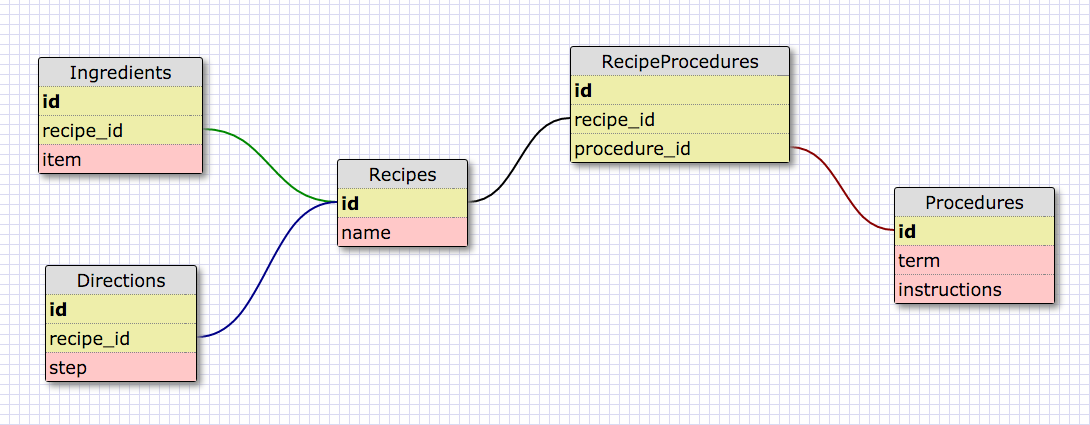 Ingredients
id
recipe_id
item
Directions
id
recipe_id
step
Recipes
id
name
RecipeProcedures
id
recipe_id
procedure_id
Procedures
id
term
instructions